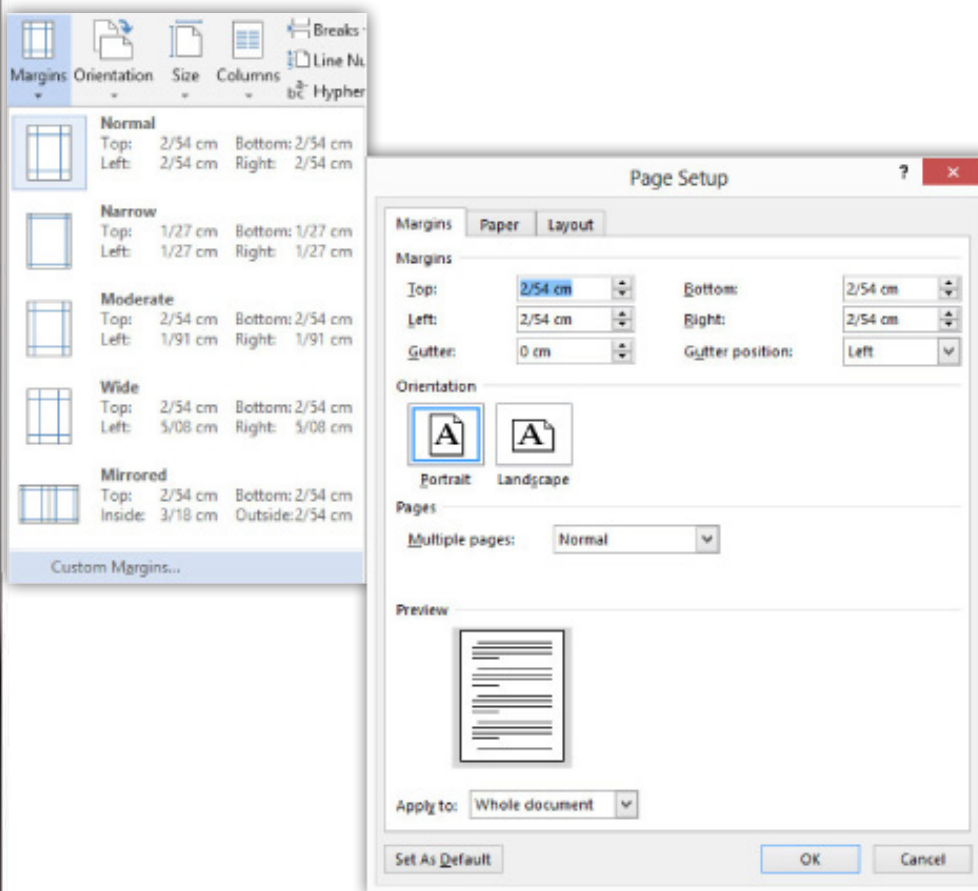 Breaks
Line Nu
Margins Orientation Size Columns
Hypher
Normal
Top: 2/54 cm Bottom: 2/54 cm
Left: 2/54 cm Right: 2/54 cm
Narrow
Top: 1/27 cm Bottom: 1/27 cm
Left: 1/27 cm Right: 1/27 cm
Moderate
Top: 2/54 cm Bottom: 2/54 cm
Left: 1/91 cm Right: 1/91 cm
Wide
Top: 2/54 cm Bottom: 2/54 cm
Left: 5/08 cm Right: 5/08 cm
Mirrored
Top: 2/54 cm Bottom: 2/54 cm
Inside: 3/18 cm Outside: 2/54 cm
Custom Margins...
Page Setup
? ×
Margins Paper Layout
Margins
Top: 2/54 cm Bottom: 2/54 cm
Left: 2/54 cm Right: 2/54 cm
Gutter: 0 cm Gutter position: Left
Orientation
A A
Portrait Landscape
Pages
Multiple pages: Normal
Preview
Apply to: Whole document
Set As Default OK Cancel